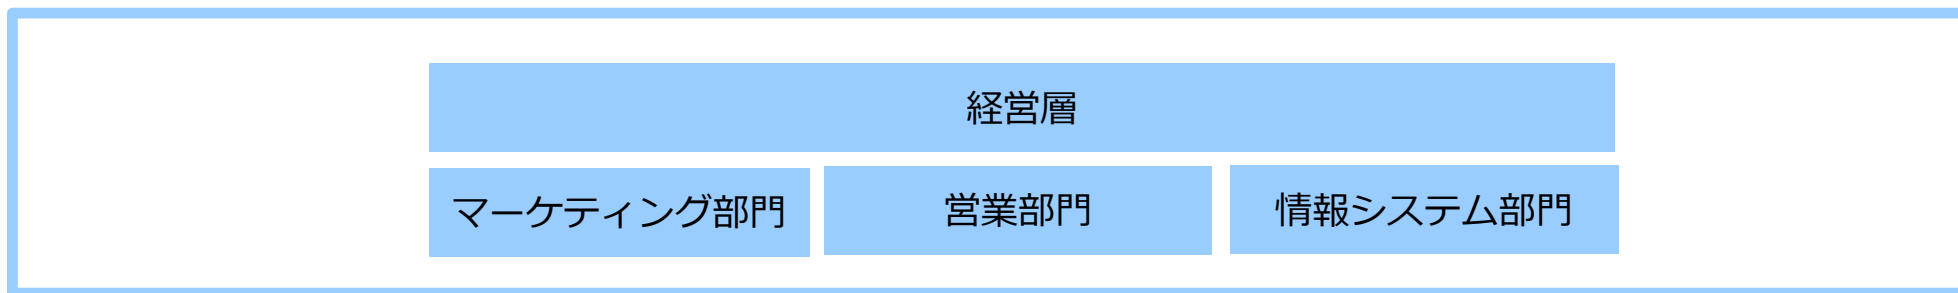 経営層
マーケティング部門
営業部門
情報システム部門